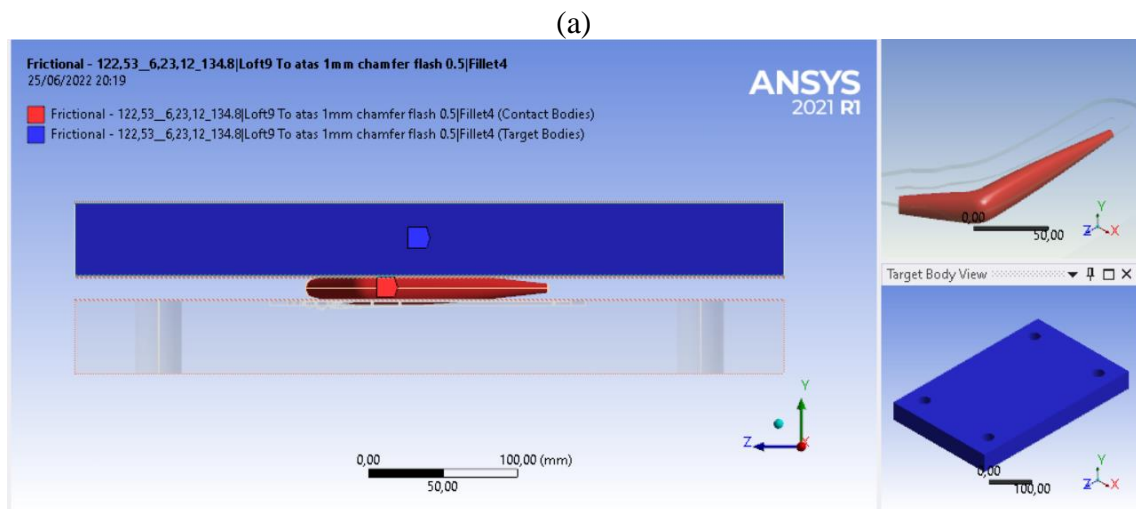 (a)
Frictional - 122,53__6,23,12_134.8|Loft9 To atas 1mm chamfer flash 0.5|Fillet4
25/06/2022 20:19
Frictional - 122,53__6,23,12_134.8|Loft9 To atas 1mm chamfer flash 0.5|Fillet4 (Contact Bodies)
Frictional - 122,53__6,23,12_134.8|Loft9 To atas 1mm chamfer flash 0.5|Fillet4 (Target Bodies)
ANSYS
2021 R1
Y
Z
X
0,00
100,00 (mm)
50,00
0,00
50,00
Y
Z
X
Target Body View
0,00
100,00
Y
Z
X